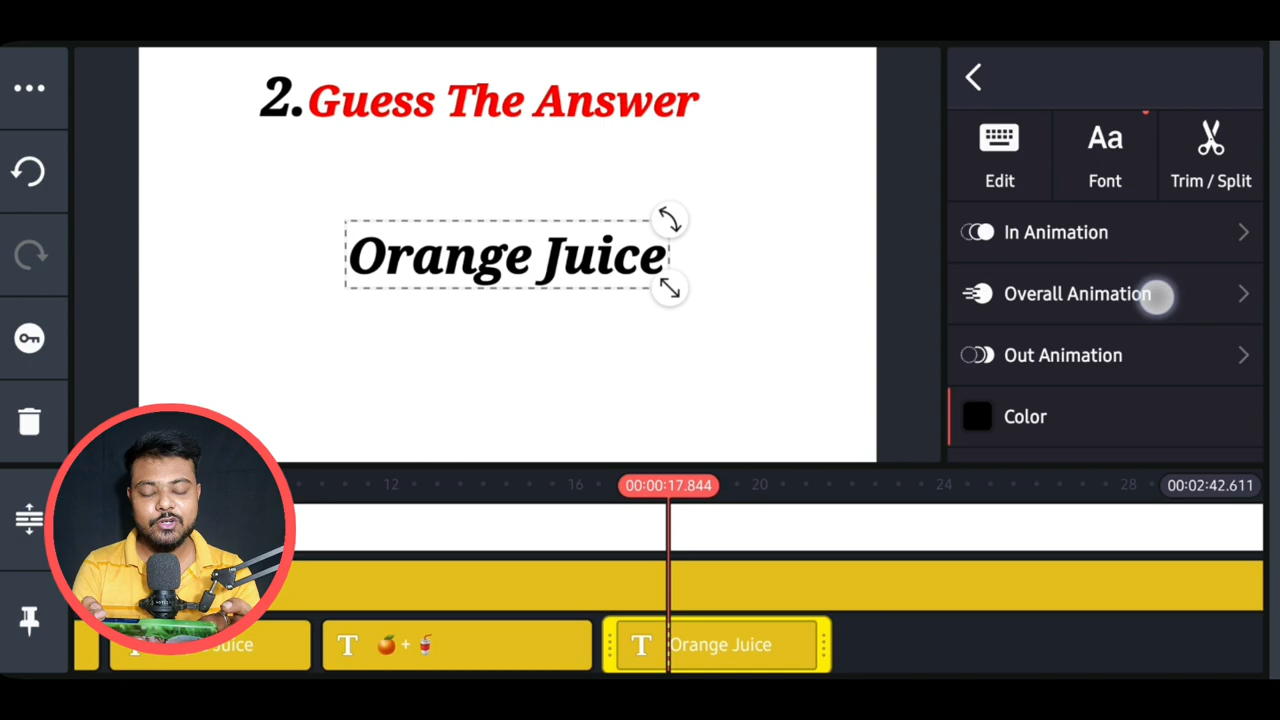 2.Guess The Answer
Orange Juice
Edit
Aa
Font
Trim / Split
In Animation
Overall Animation
Out Animation
Color
12
16
00:00:17.844
20
24
28
00:02:42.611
T
T 🍊+🥤
T Orange Juice